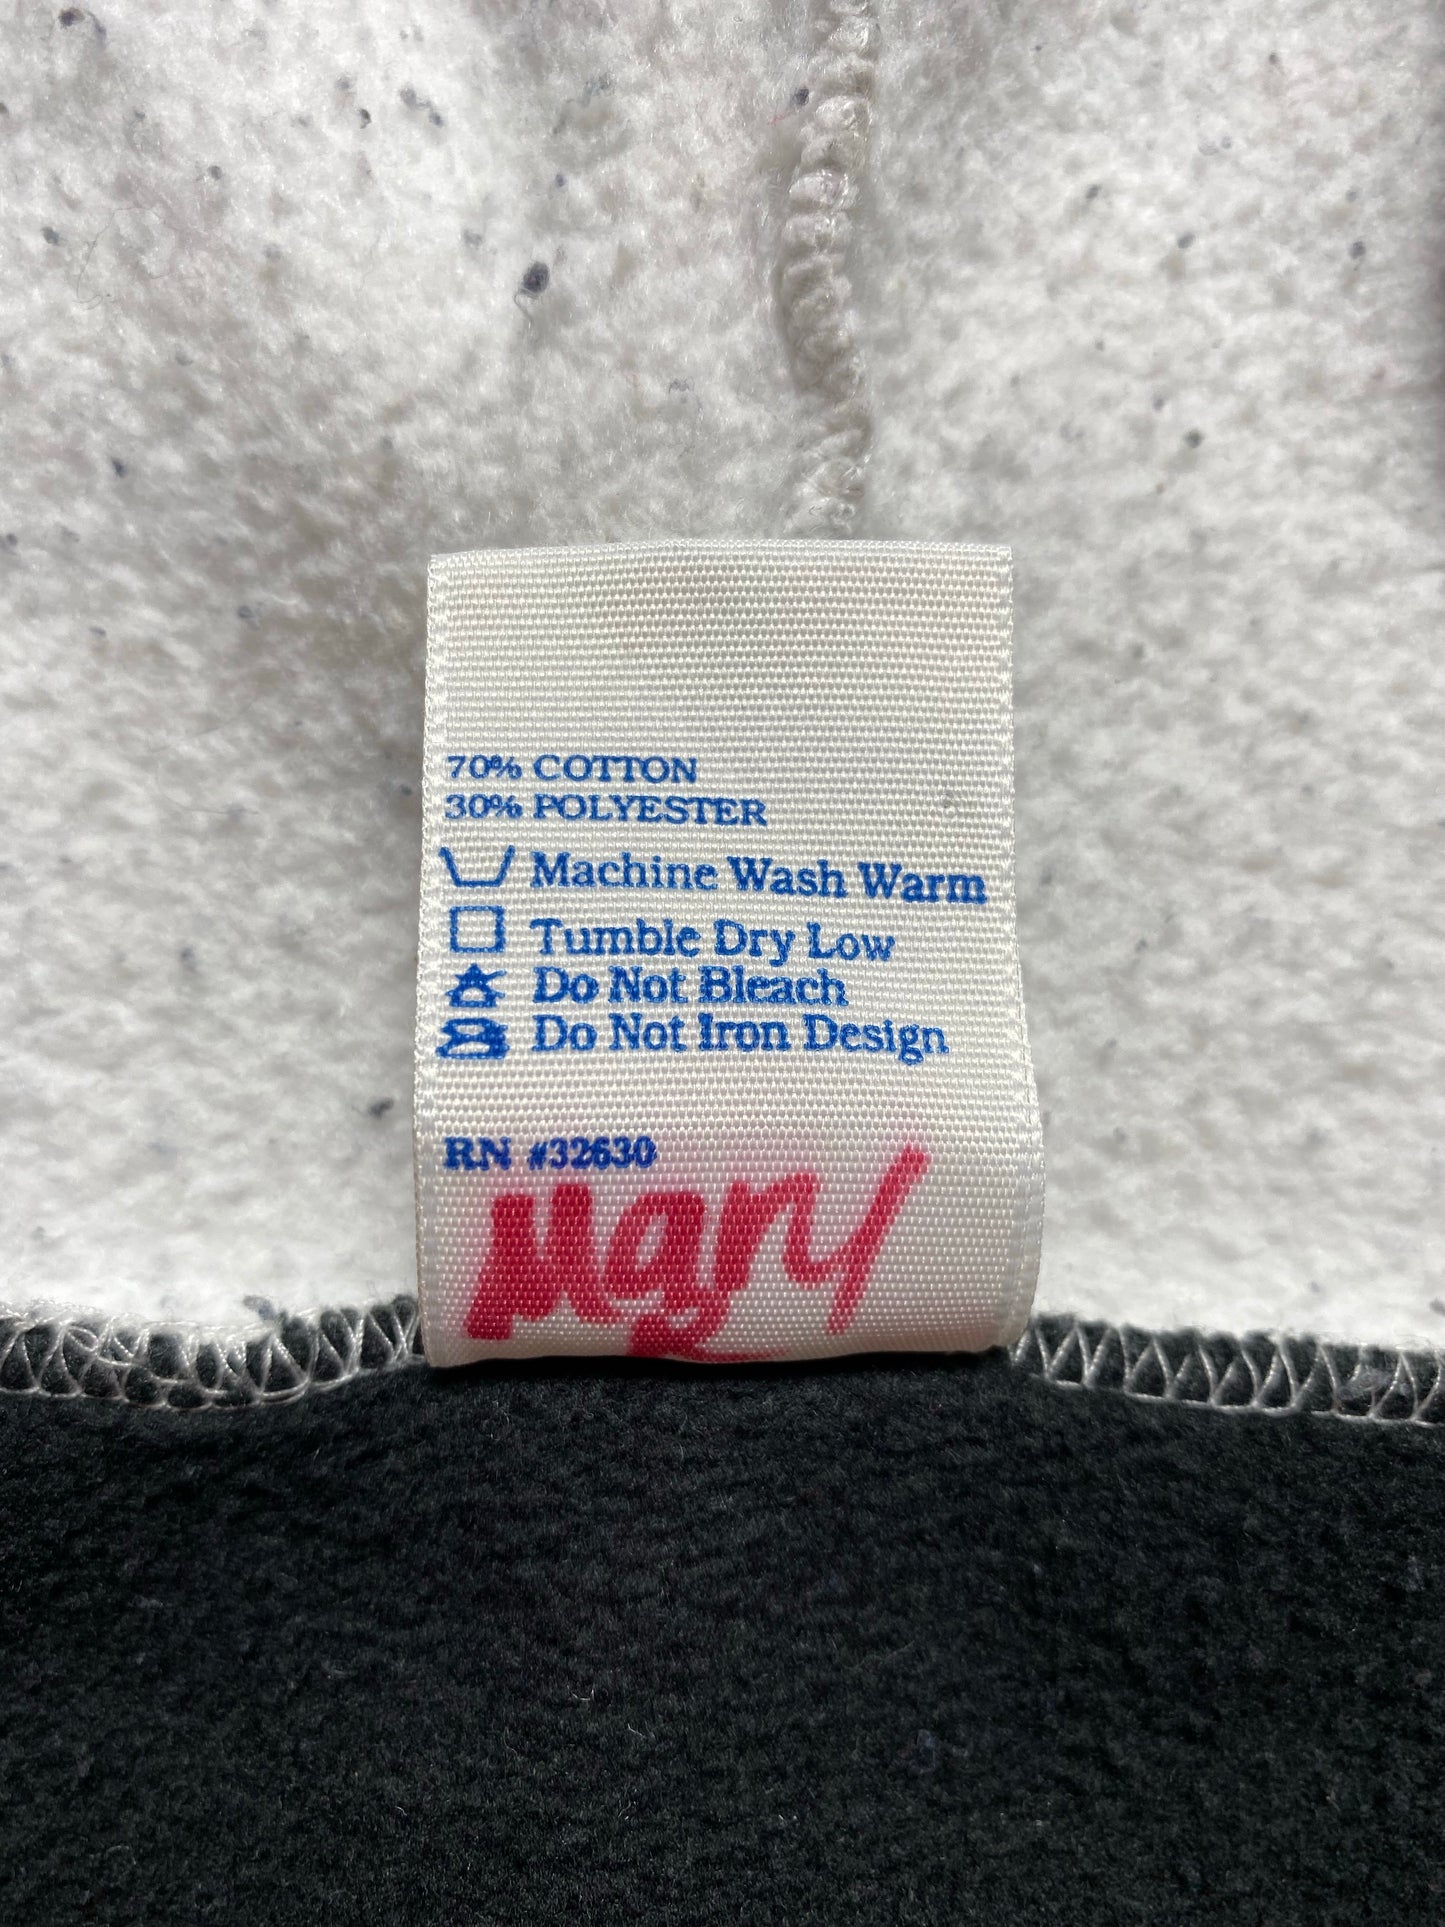 70% COTTON
30% POLYESTER
Machine Wash Warm
Tumble Dry Low
Do Not Bleach
Do Not Iron Design
RN #32630